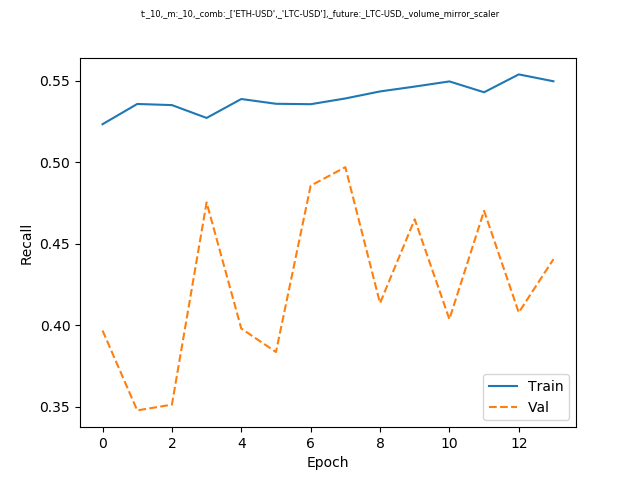 t:_10,_m:_10,_comb:_['ETH-USD',_'LTC-USD'],_future:_LTC-USD,_volume_mirror_scaler
0.55
0.50
0.45
0.40
0.35
Recall
Train
Val
0 2 4 6 8 10 12
Epoch